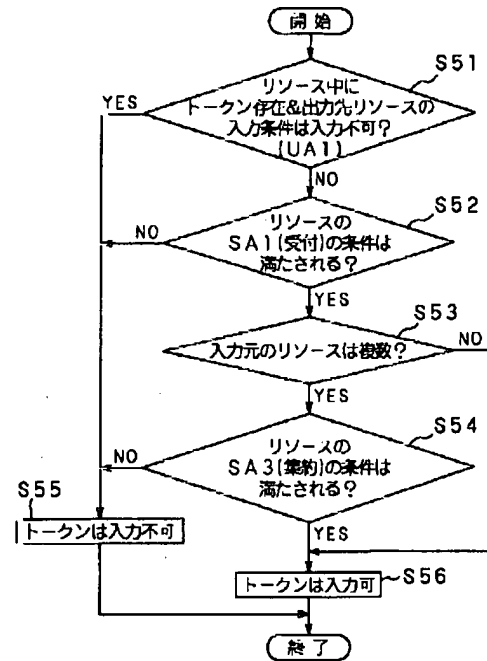 開始
S51
リソース中に
トークン存在&出力先リソースの
入力条件は入力不可?
(UA1)
YES
NO
S52
リソースの
SA1(受付)の条件は
満たされる?
NO
YES
S53
入力元のリソースは複数?
NO
YES
S54
リソースの
SA3(集約)の条件は
満たされる?
NO
YES
S55
トークンは入力不可
S56
トークンは入力可
終了